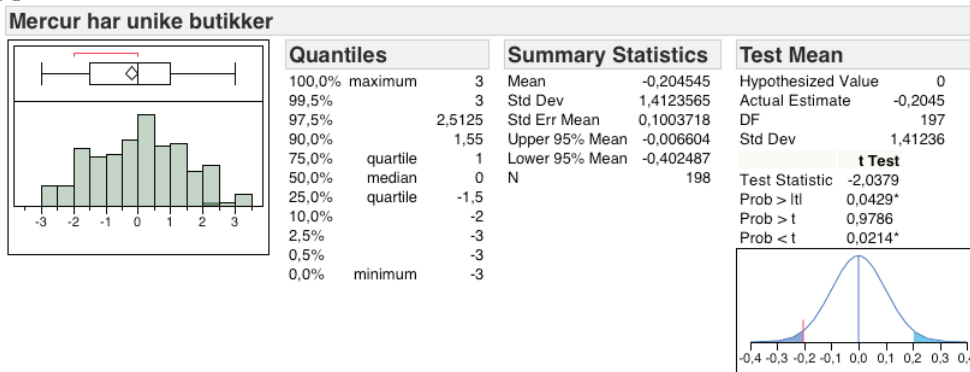 Mercur har unike butikker
-3 -2 -1 0 1 2 3
Quantiles
100,0% maximum 3
99,5% 3
97,5% 2,5125
90,0% 1,55
75,0% quartile 1
50,0% median 0
25,0% quartile -1,5
10,0% -2
2,5% -3
0,5% -3
0,0% minimum -3
Summary Statistics
Mean -0,204545
Std Dev 1,4123565
Std Err Mean 0,1003718
Upper 95% Mean -0,006604
Lower 95% Mean -0,402487
N 198
Test Mean
Hypothesized Value 0
Actual Estimate -0,2045
DF 197
Std Dev 1,41236
t Test
Test Statistic -2,0379
Prob > |t| 0,0429*
Prob > t 0,9786
Prob < t 0,0214*
-0,4 -0,3 -0,2 -0,1 0,0 0,1 0,2 0,3